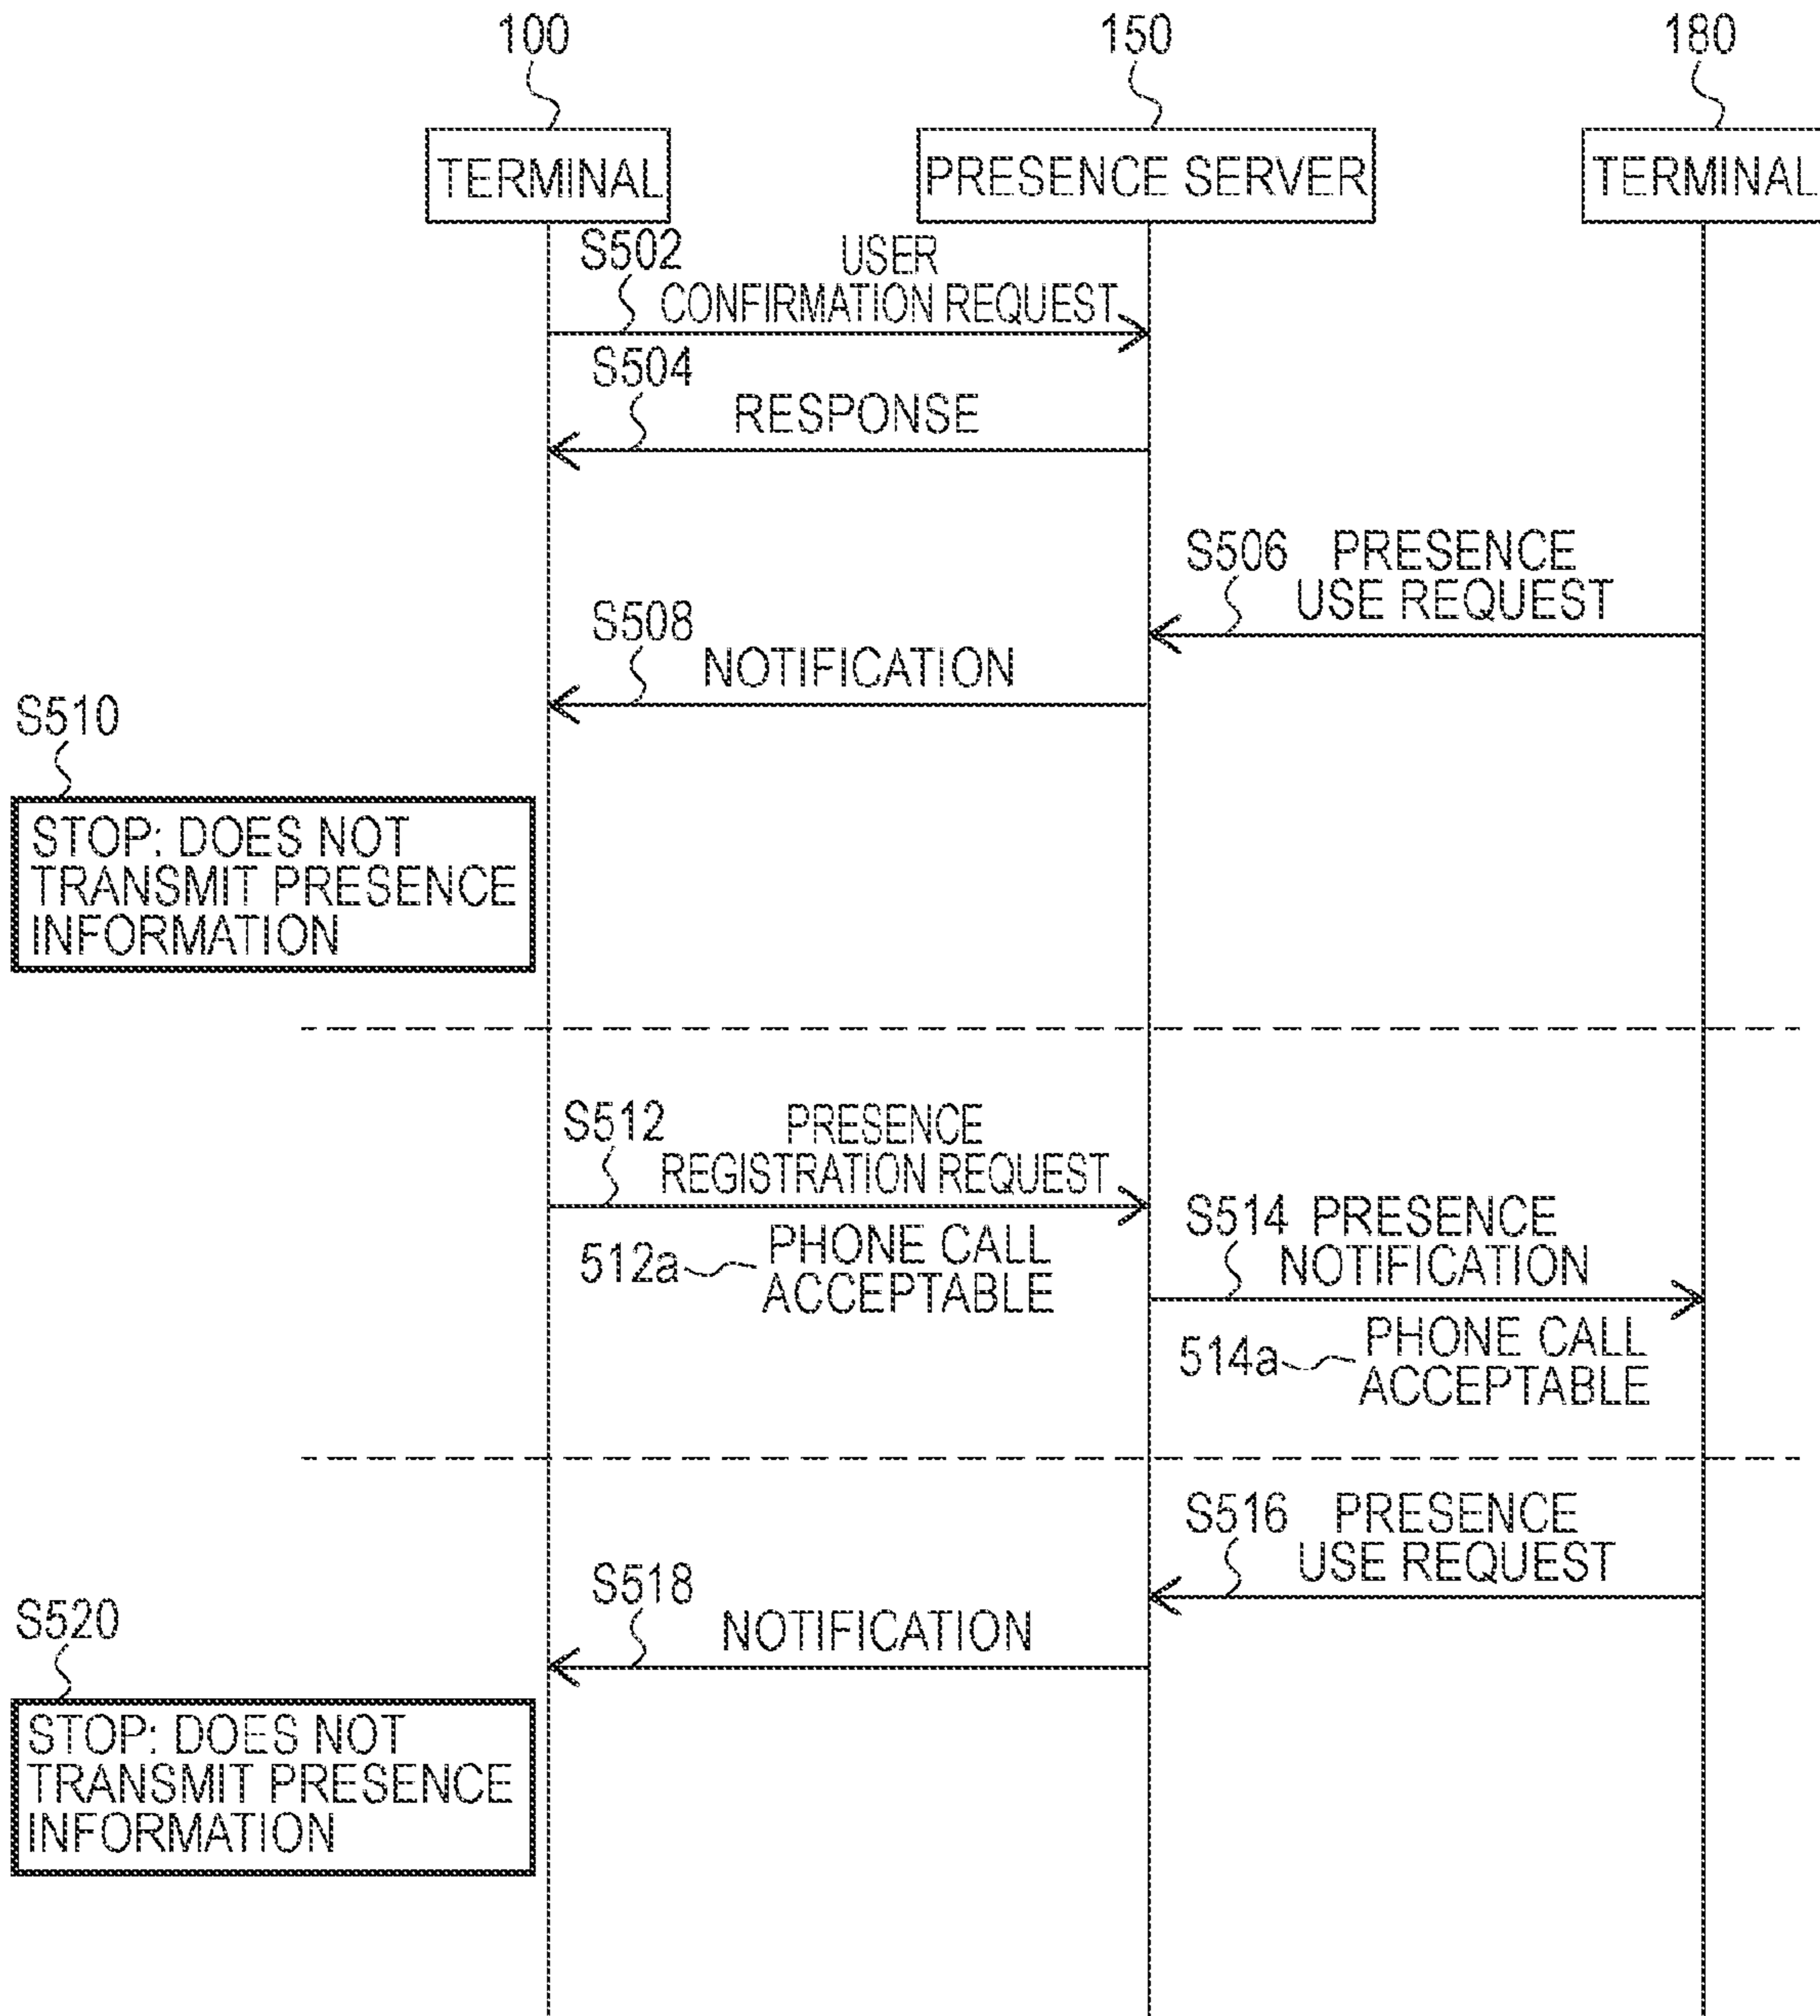 100
150
180
TERMINAL
PRESENCE SERVER
TERMINAL
S502
USER
CONFIRMATION REQUEST
S504
RESPONSE
S506
PRESENCE
USE REQUEST
S508
NOTIFICATION
S510
STOP: DOES NOT
TRANSMIT PRESENCE
INFORMATION
S512
PRESENCE
REGISTRATION REQUEST
512a
PHONE CALL
ACCEPTABLE
S514
PRESENCE
NOTIFICATION
514a
PHONE CALL
ACCEPTABLE
S516
PRESENCE
USE REQUEST
S518
NOTIFICATION
S520
STOP: DOES NOT
TRANSMIT PRESENCE
INFORMATION